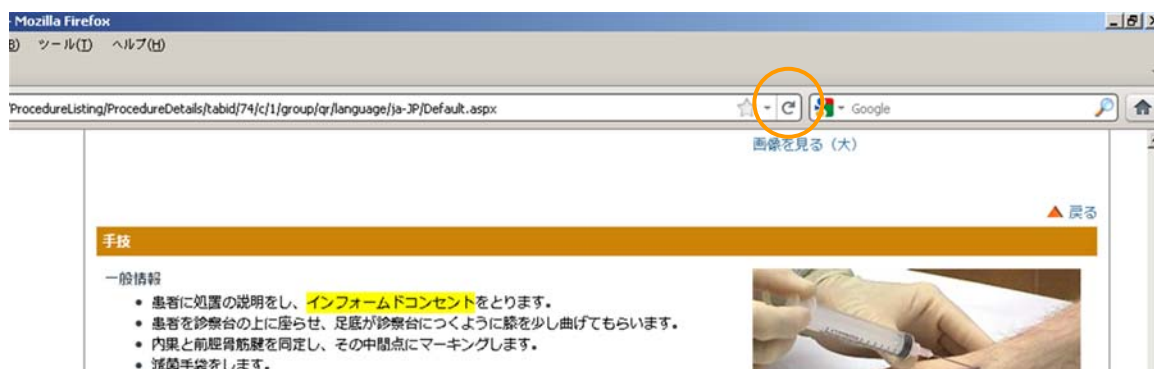 - Mozilla Firefox
B) ツール(T) ヘルプ(H)
/ProcedureListing/ProcedureDetails/tabid/74/c/1/group/qr/language/ja-JP/Default.aspx
Google
画像を見る（大）
戻る
手技
一般情報
• 患者に処置の説明をし、インフォームドコンセントをとります。
• 患者を診察台の上に座らせ、足底が診察台につくように膝を少し曲げてもらいます。
• 内果と前脛骨筋腱を同定し、その中間点にマーキングします。
• 滅菌手袋をします。